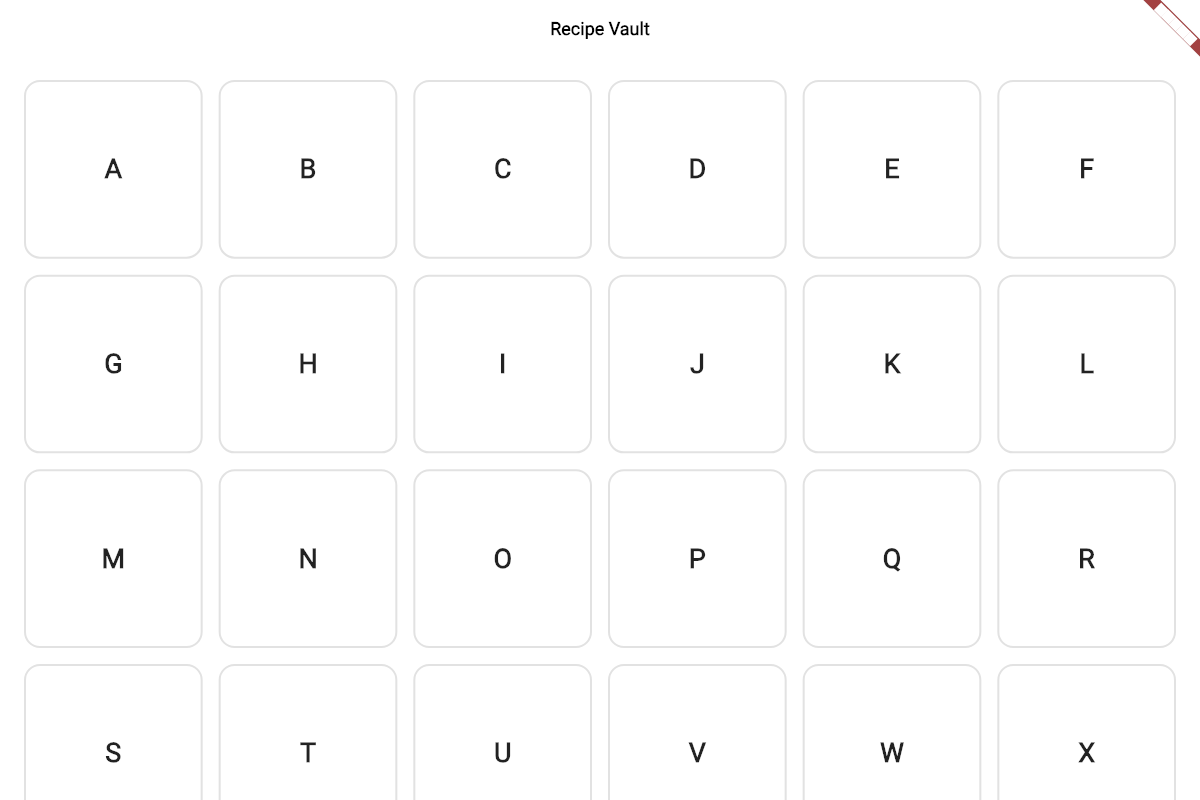 Recipe Vault
A B C D E F
G H I J K L
M N O P Q R
S T U V W X